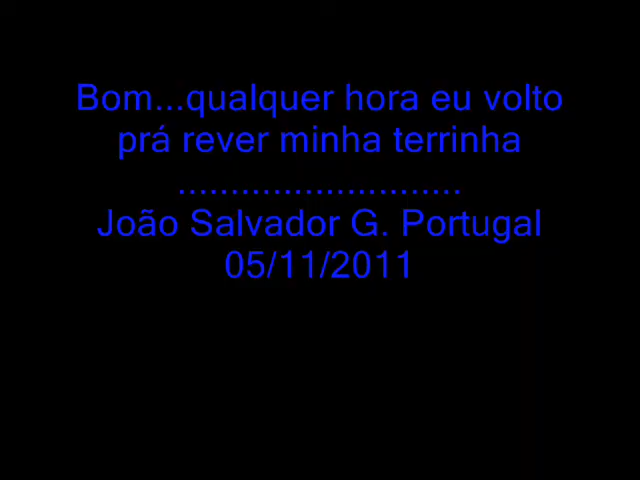 Bom...qualquer hora eu volto
prá rever minha terrinha
...........................
João Salvador G. Portugal
05/11/2011